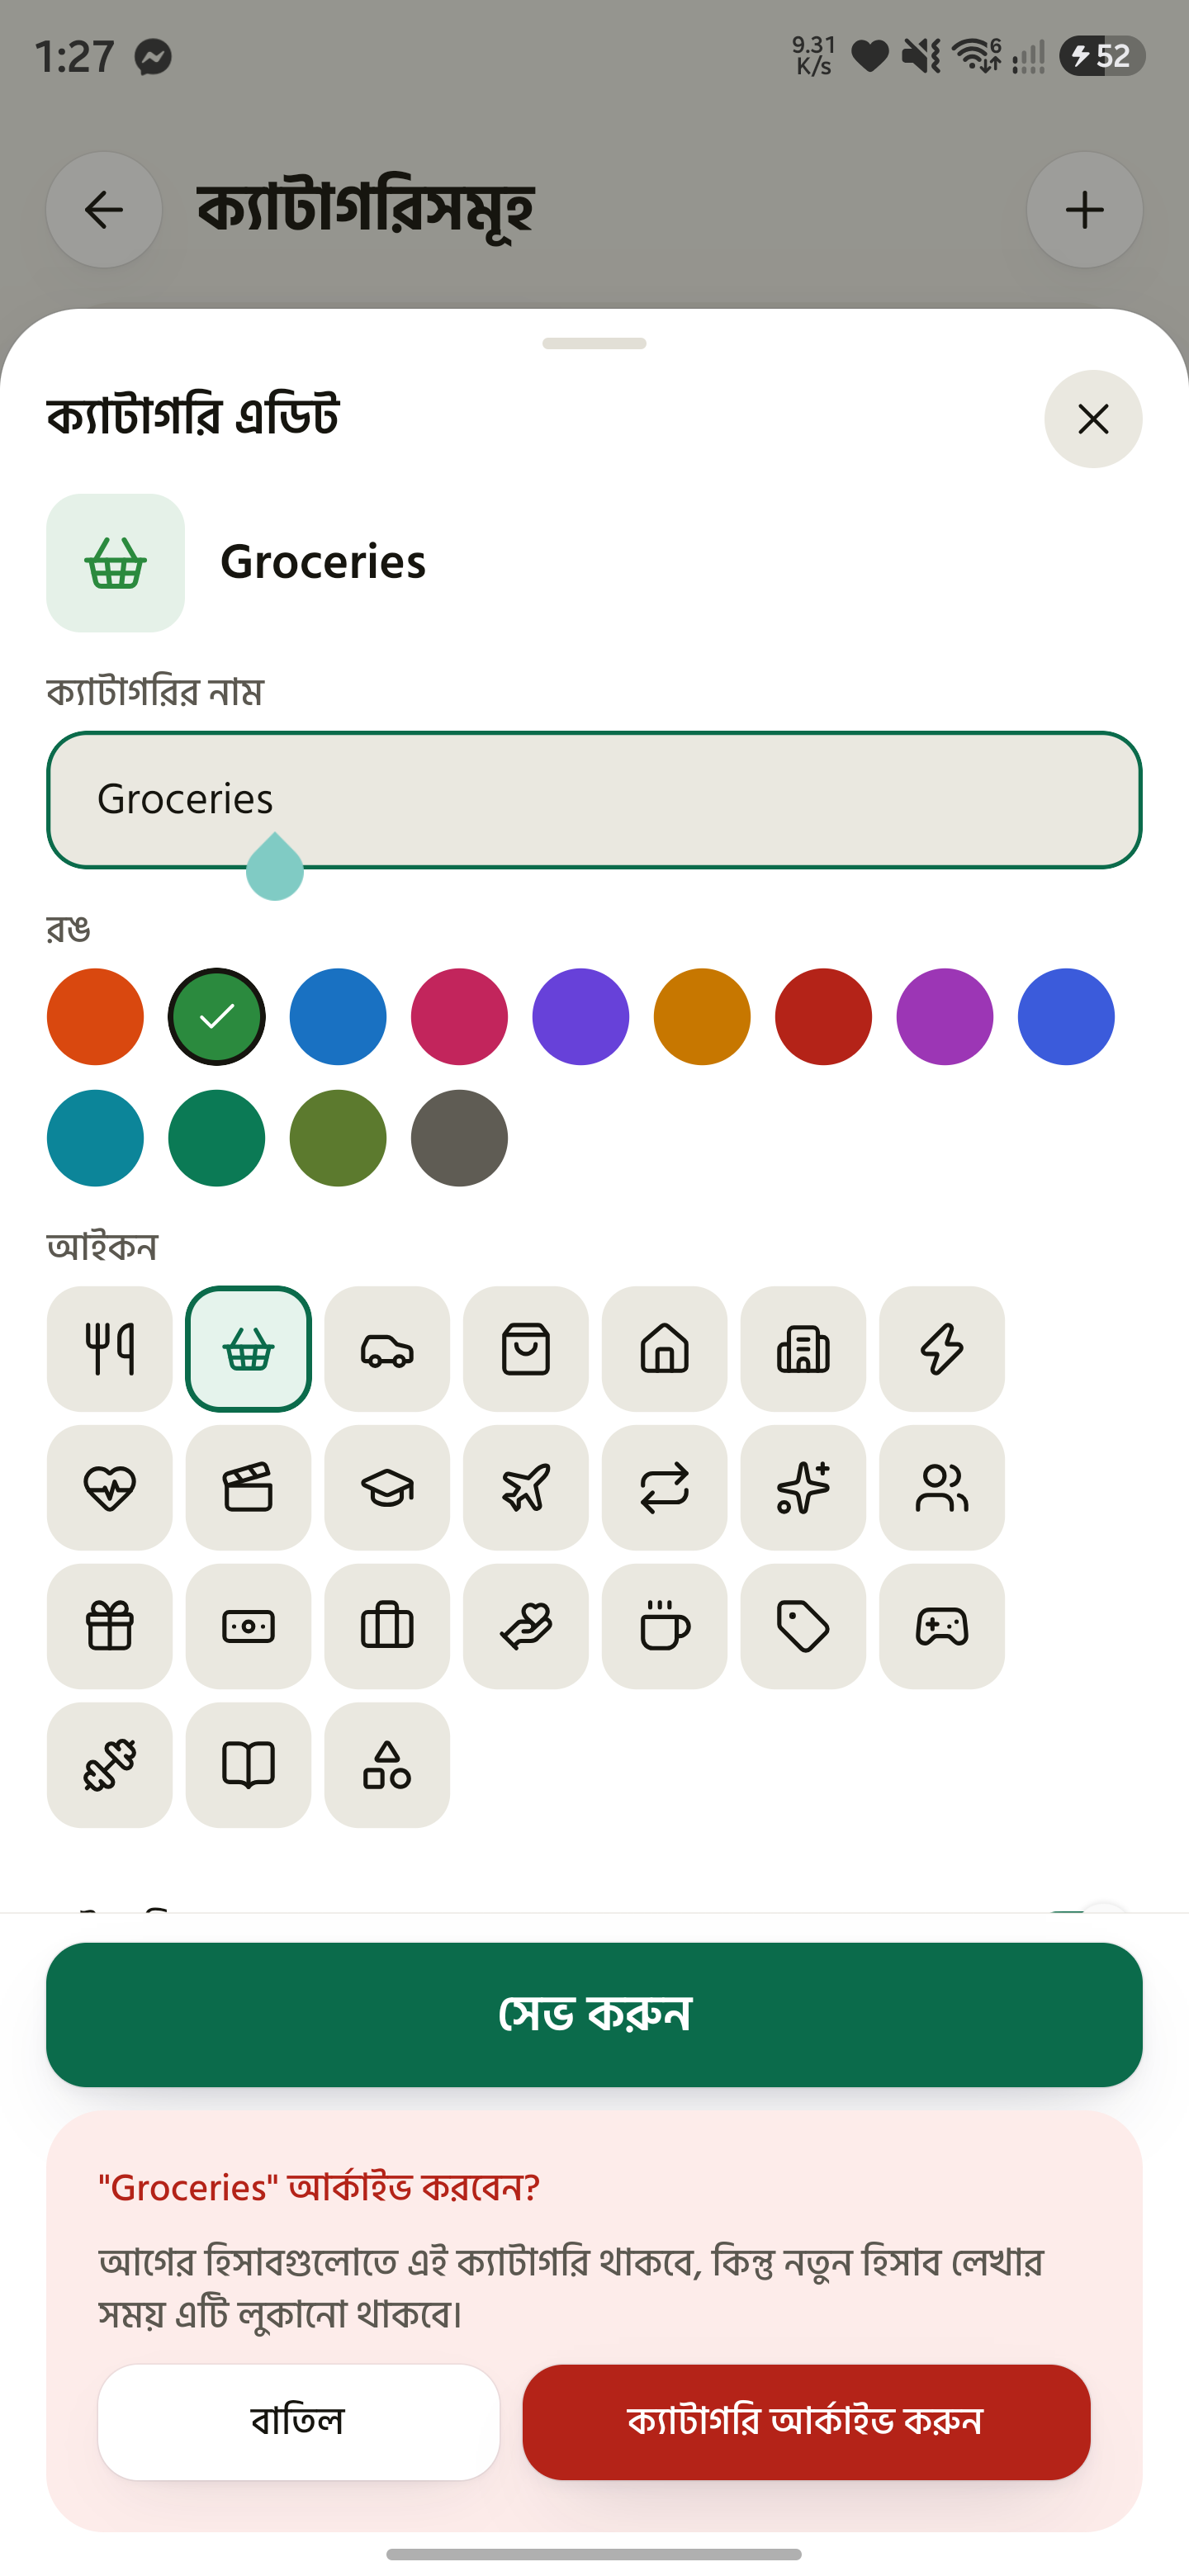 1:27
9.31
K/s
6
52
ক্যাটাগরিসমূহ
ক্যাটাগরি এডিট
Groceries
ক্যাটাগরির নাম
Groceries
রঙ
আইকন
সেভ করুন
"Groceries" আর্কাইভ করবেন?
আগের হিসাবগুলোতে এই ক্যাটাগরি থাকবে, কিন্তু নতুন হিসাব লেখার
সময় এটি লুকানো থাকবে।
বাতিল
ক্যাটাগরি আর্কাইভ করুন